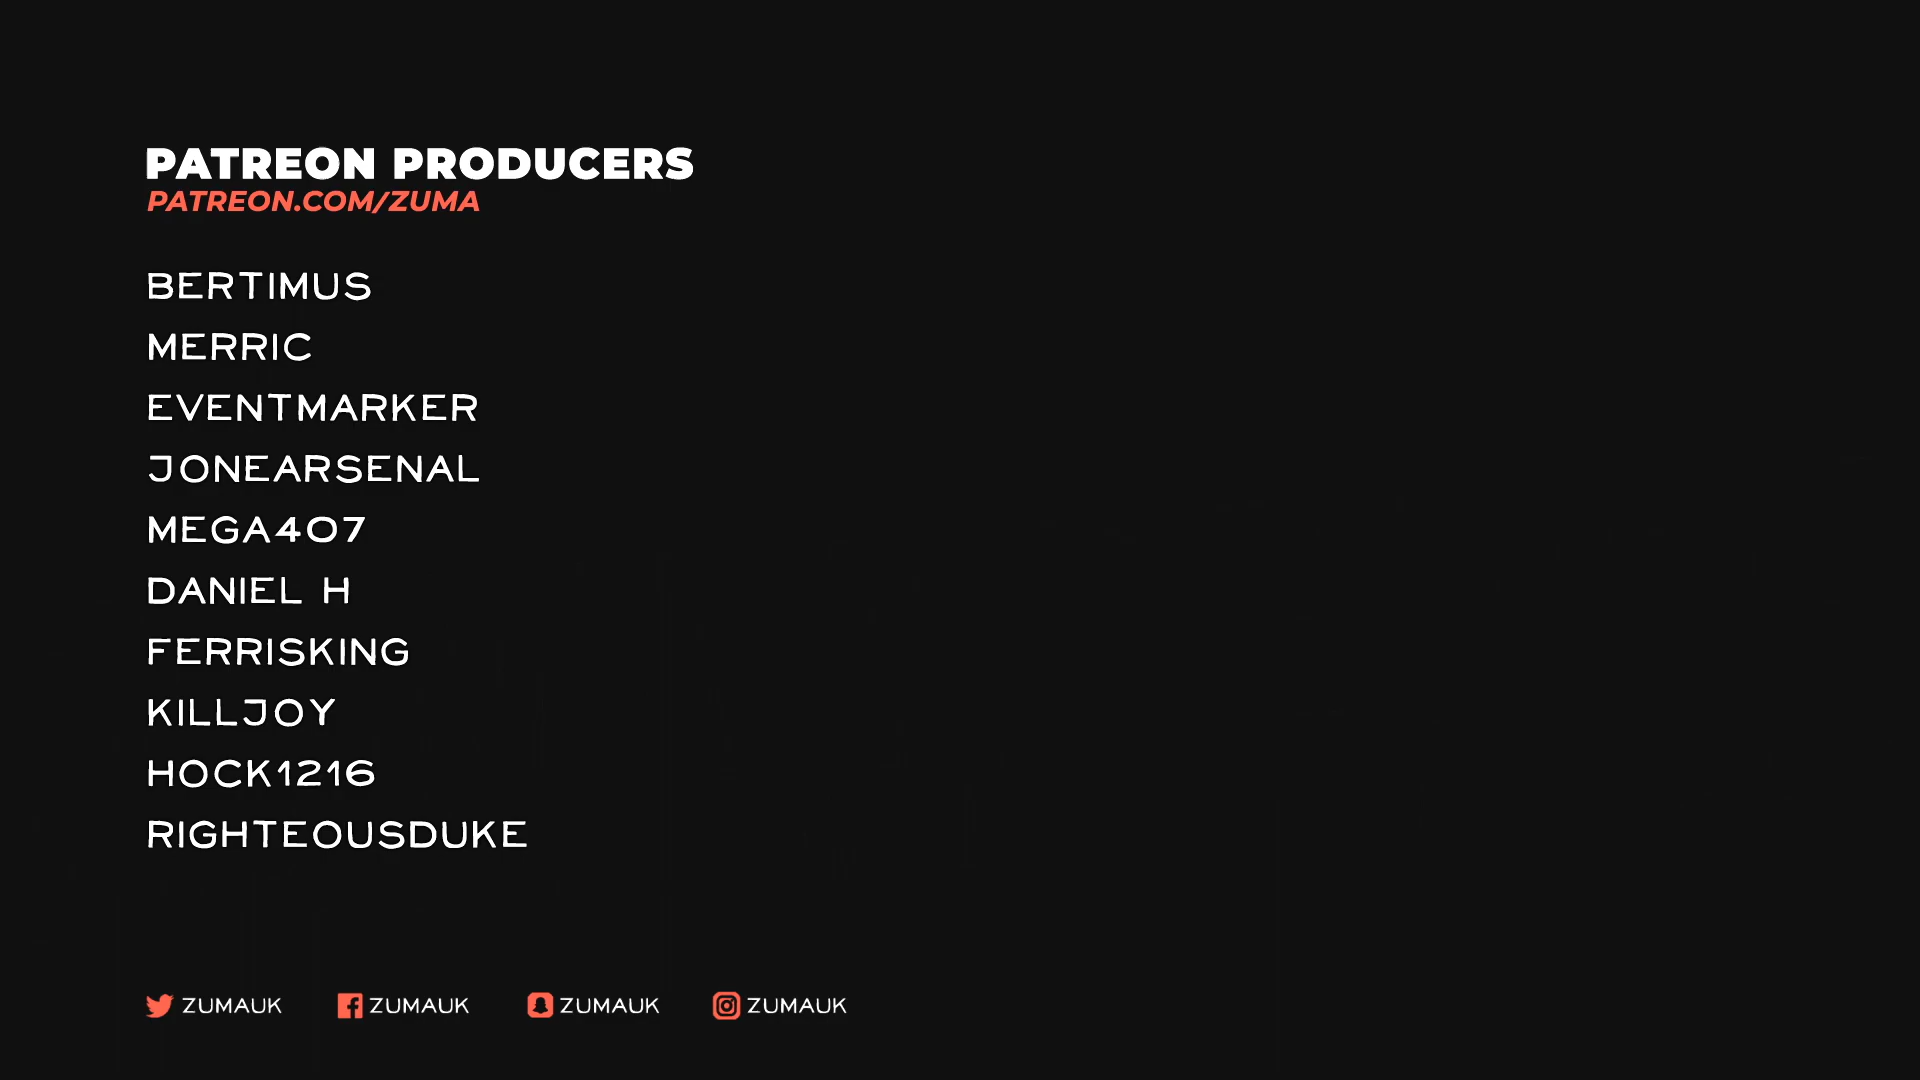 PATREON PRODUCERS
PATREON.COM/ZUMA
BERTIMUS
MERRIC
EVENTMARKER
JONEARSENAL
MEGA407
DANIEL H
FERRISKING
KILLJOY
HOCK1216
RIGHTEOUSDUKE
ZUMAUK ZUMAUK ZUMAUK ZUMAUK